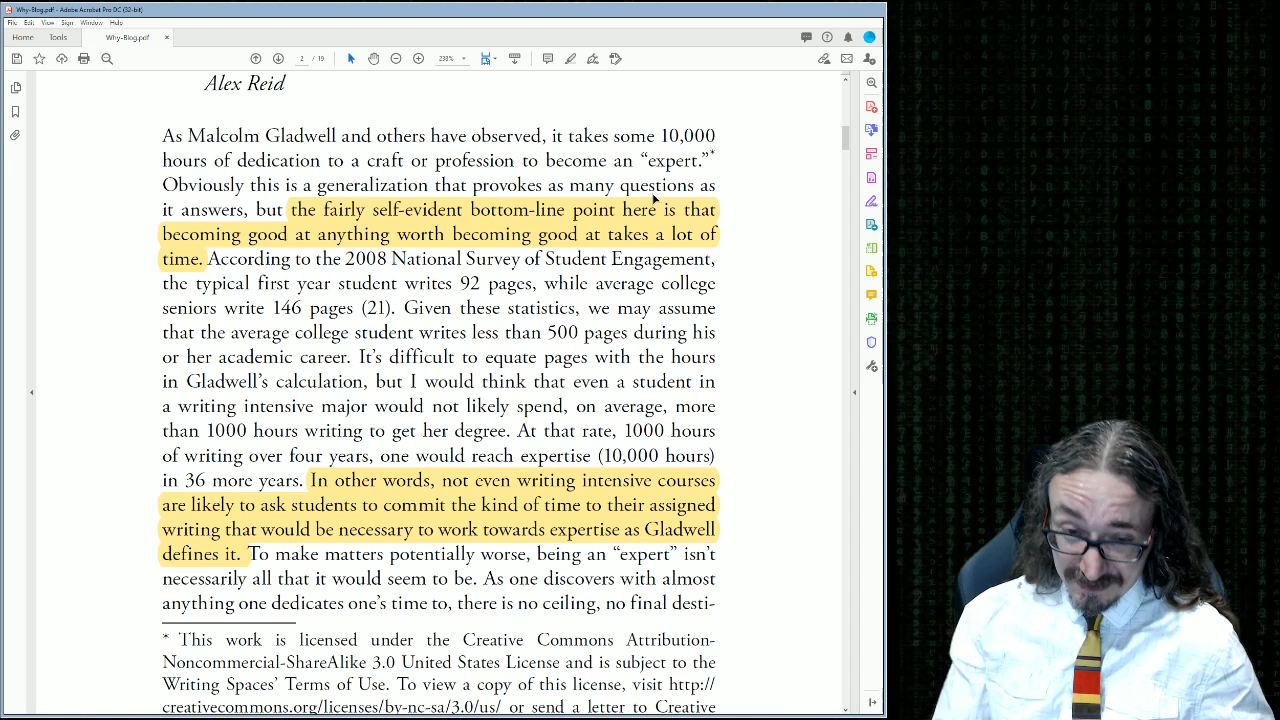 Why-Blog.pdf - Adobe Acrobat Pro DC (32-bit)
File Edit View Sign Window Help
Home Tools Why-Blog.pdf ×
2 / 19 238%
Alex Reid
As Malcolm Gladwell and others have observed, it takes some 10,000
hours of dedication to a craft or profession to become an “expert.”*
Obviously this is a generalization that provokes as many questions as
it answers, but the fairly self-evident bottom-line point here is that
becoming good at anything worth becoming good at takes a lot of
time. According to the 2008 National Survey of Student Engagement,
the typical first year student writes 92 pages, while average college
seniors write 146 pages (21). Given these statistics, we may assume
that the average college student writes less than 500 pages during his
or her academic career. It’s difficult to equate pages with the hours
in Gladwell’s calculation, but I would think that even a student in
a writing intensive major would not likely spend, on average, more
than 1000 hours writing to get her degree. At that rate, 1000 hours
of writing over four years, one would reach expertise (10,000 hours)
in 36 more years. In other words, not even writing intensive courses
are likely to ask students to commit the kind of time to their assigned
writing that would be necessary to work towards expertise as Gladwell
defines it. To make matters potentially worse, being an “expert” isn’t
necessarily all that it would seem to be. As one discovers with almost
anything one dedicates one’s time to, there is no ceiling, no final desti-
* This work is licensed under the Creative Commons Attribution-
Noncommercial-ShareAlike 3.0 United States License and is subject to the
Writing Spaces’ Terms of Use. To view a copy of this license, visit http://
creativecommons.org/licenses/by-nc-sa/3.0/us/ or send a letter to Creative